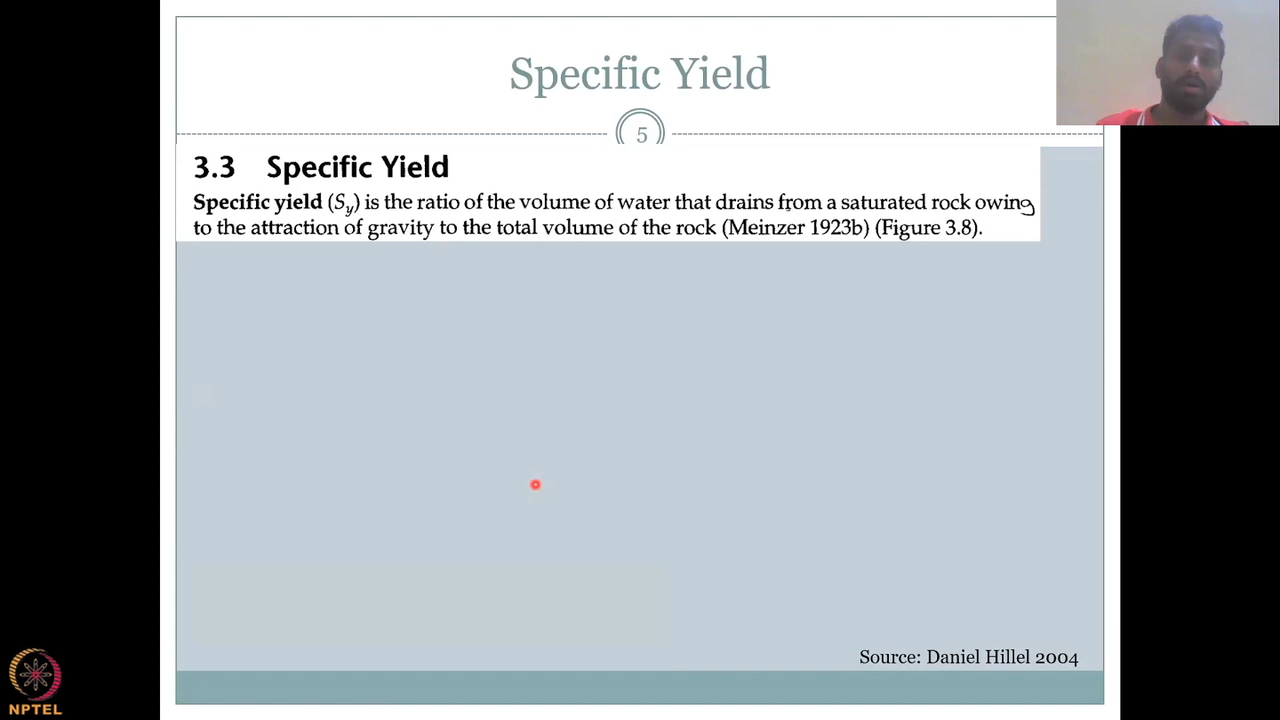 Specific Yield
5
3.3 Specific Yield
Specific yield (Sy) is the ratio of the volume of water that drains from a saturated rock owing
to the attraction of gravity to the total volume of the rock (Meinzer 1923b) (Figure 3.8).
Source: Daniel Hillel 2004
NPTEL